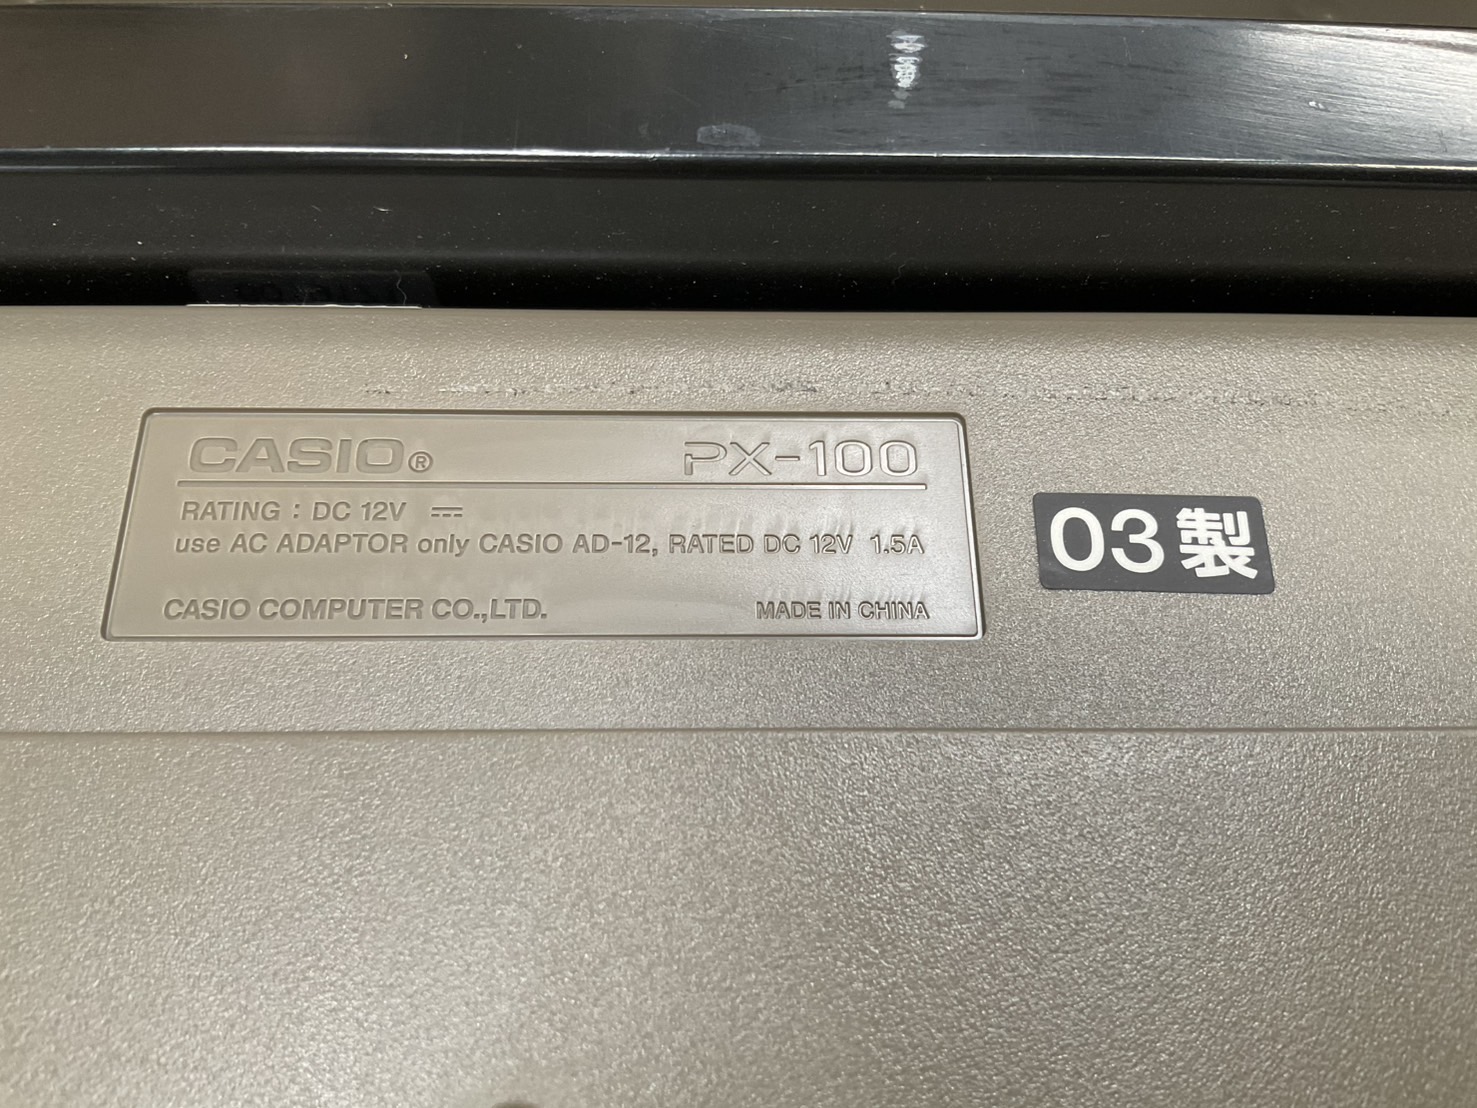 CASIO® PX-100
RATING : DC 12V ⎓
use AC ADAPTOR only CASIO AD-12, RATED DC 12V 1.5A
CASIO COMPUTER CO.,LTD. MADE IN CHINA
03製